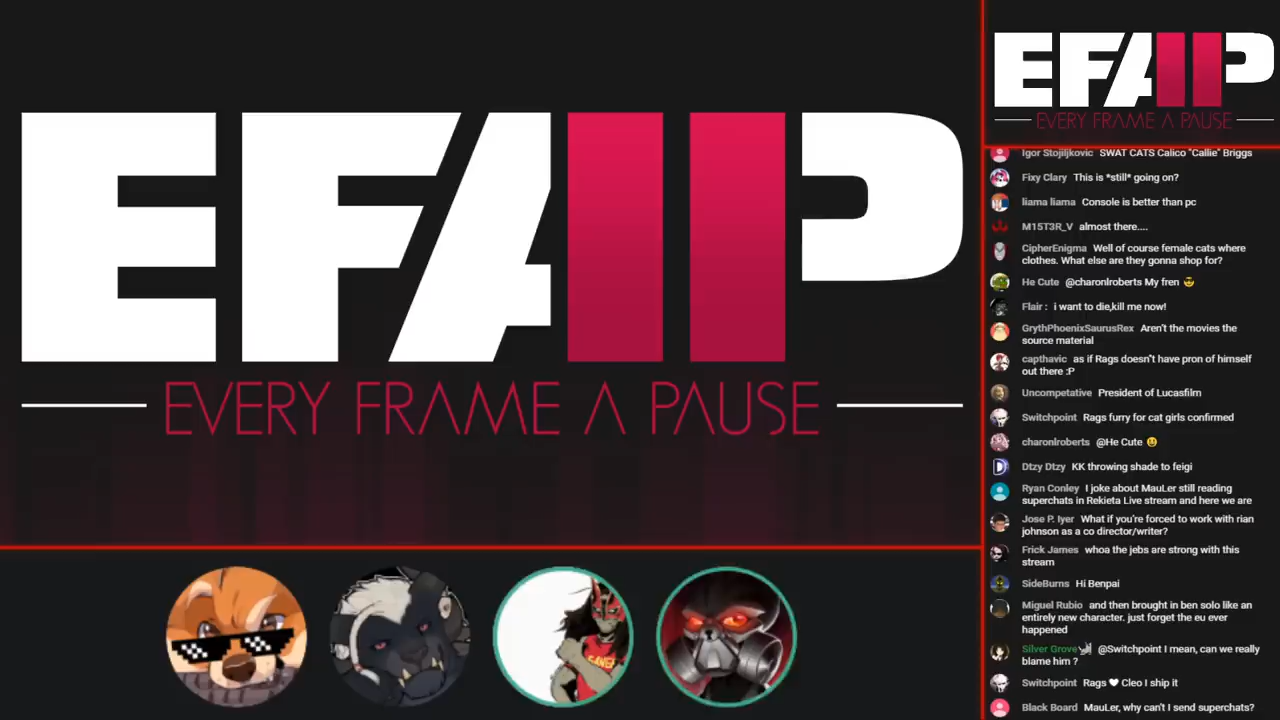 EFAP
EVERY FRAME A PAUSE
EFAP
EVERY FRAME A PAUSE
Igor Stojiljkovic SWAT CATS Calico "Callie" Briggs
Fixy Clary This is *still* going on?
liama liama Console is better than pc
M15T3R_V almost there....
CipherEnigma Well of course female cats where
clothes. What else are they gonna shop for?
He Cute @charonlroberts My fren 😎
Flair : i want to die,kill me now!
GrythPhoenixSaurusRex Aren't the movies the
source material
capthavic as if Rags doesn't have pron of himself
out there :P
Uncompetative President of Lucasfilm
Switchpoint Rags furry for cat girls confirmed
charonlroberts @He Cute 😃
Dtzy Dtzy KK throwing shade to feigi
Ryan Conley I joke about MauLer still reading
superchats in Rekieta Live stream and here we are
Jose P. Iyer What if you're forced to work with rian
johnson as a co director/writer?
Frick James whoa the jebs are strong with this
stream
SideBurns Hi Benpai
Miguel Rubio and then brought in ben solo like an
entirely new character. just forget the eu ever
happened
Silver Grove @Switchpoint I mean, can we really
blame him ?
Switchpoint Rags ❤ Cleo I ship it
Black Board MauLer, why can't I send superchats?